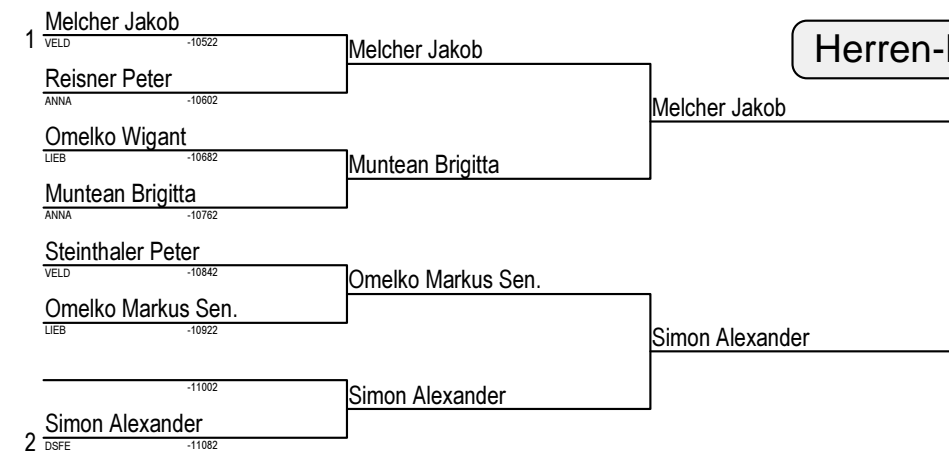 Melcher Jakob
1 VELD -10522
Melcher Jakob
Herren-
Reisner Peter
ANNA -10602
Melcher Jakob
Omelko Wigant
LIEB -10682
Muntean Brigitta
Muntean Brigitta
ANNA -10762
Steinthaler Peter
VELD -10842
Omelko Markus Sen.
Omelko Markus Sen.
LIEB -10922
Simon Alexander
-11002
Simon Alexander
Simon Alexander
2 DSFE -11082